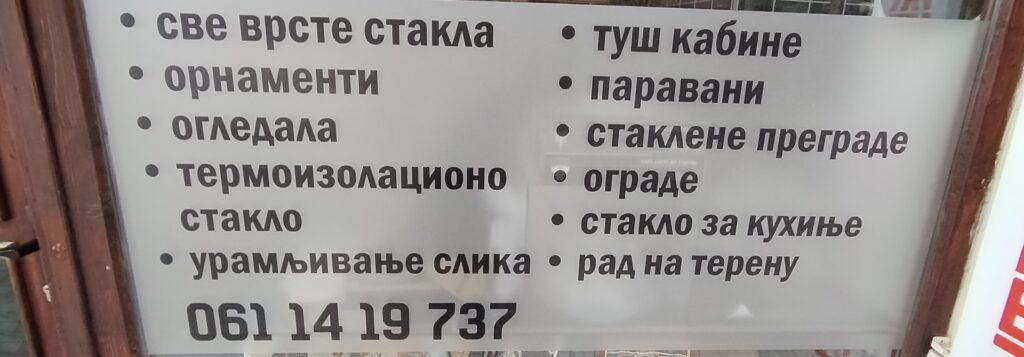 • све врсте стакла
• орнаменти
• огледала
• термоизолационо
стакло
• урамљивање слика
061 14 19 737
• туш кабине
• паравани
• стаклене преграде
• ограде
• стакло за кухиње
• рад на терену